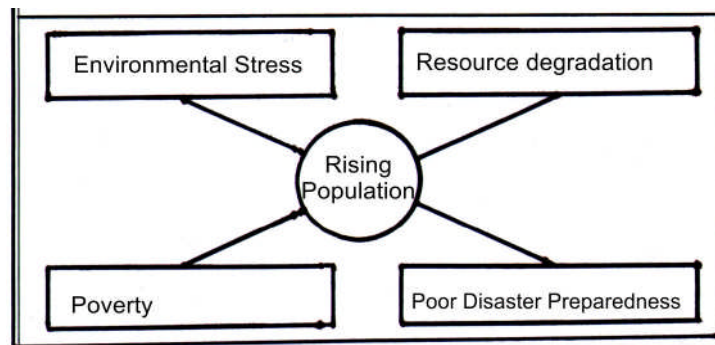 Environmental Stress
Resource degradation
Rising
Population
Poverty
Poor Disaster Preparedness